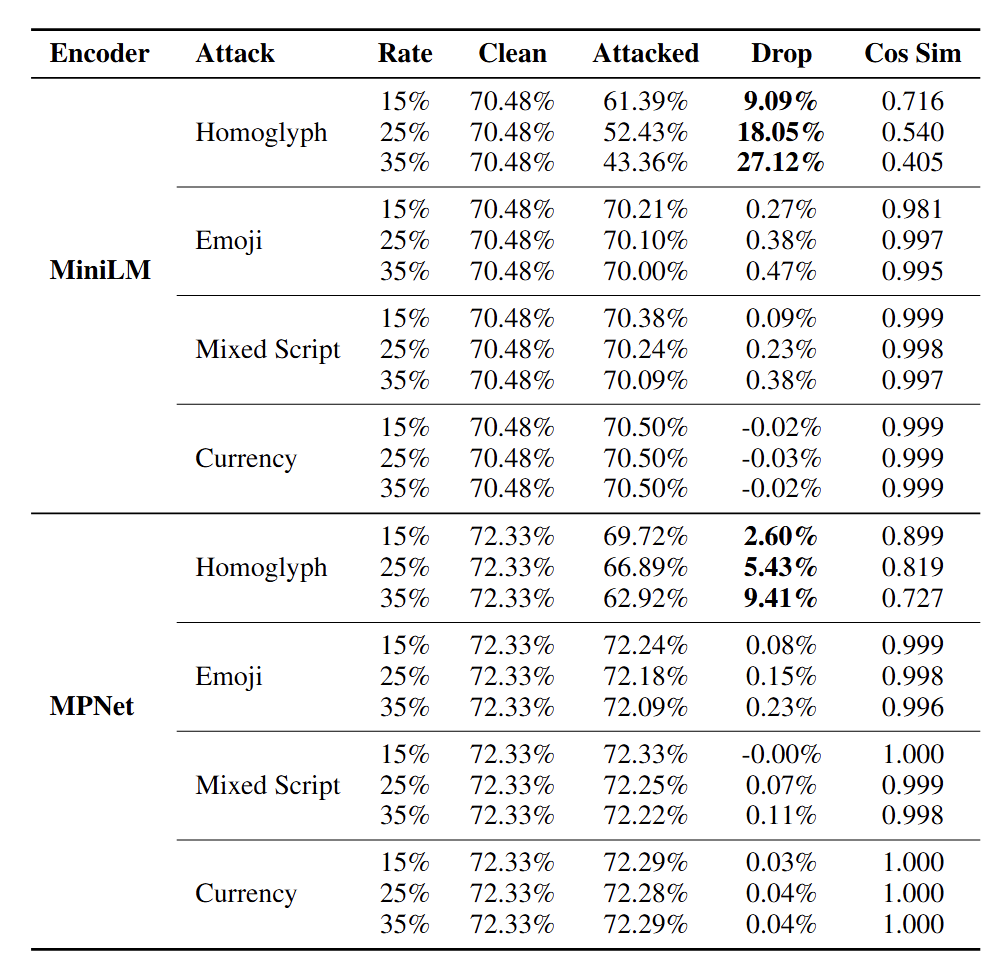 Encoder Attack Rate Clean Attacked Drop Cos Sim
15% 70.48% 61.39% 9.09% 0.716
Homoglyph 25% 70.48% 52.43% 18.05% 0.540
35% 70.48% 43.36% 27.12% 0.405
15% 70.48% 70.21% 0.27% 0.981
Emoji 25% 70.48% 70.10% 0.38% 0.997
35% 70.48% 70.00% 0.47% 0.995
MiniLM
15% 70.48% 70.38% 0.09% 0.999
Mixed Script 25% 70.48% 70.24% 0.23% 0.998
35% 70.48% 70.09% 0.38% 0.997
15% 70.48% 70.50% -0.02% 0.999
Currency 25% 70.48% 70.50% -0.03% 0.999
35% 70.48% 70.50% -0.02% 0.999
15% 72.33% 69.72% 2.60% 0.899
Homoglyph 25% 72.33% 66.89% 5.43% 0.819
35% 72.33% 62.92% 9.41% 0.727
15% 72.33% 72.24% 0.08% 0.999
Emoji 25% 72.33% 72.18% 0.15% 0.998
35% 72.33% 72.09% 0.23% 0.996
MPNet
15% 72.33% 72.33% -0.00% 1.000
Mixed Script 25% 72.33% 72.25% 0.07% 0.999
35% 72.33% 72.22% 0.11% 0.998
15% 72.33% 72.29% 0.03% 1.000
Currency 25% 72.33% 72.28% 0.04% 1.000
35% 72.33% 72.29% 0.04% 1.000